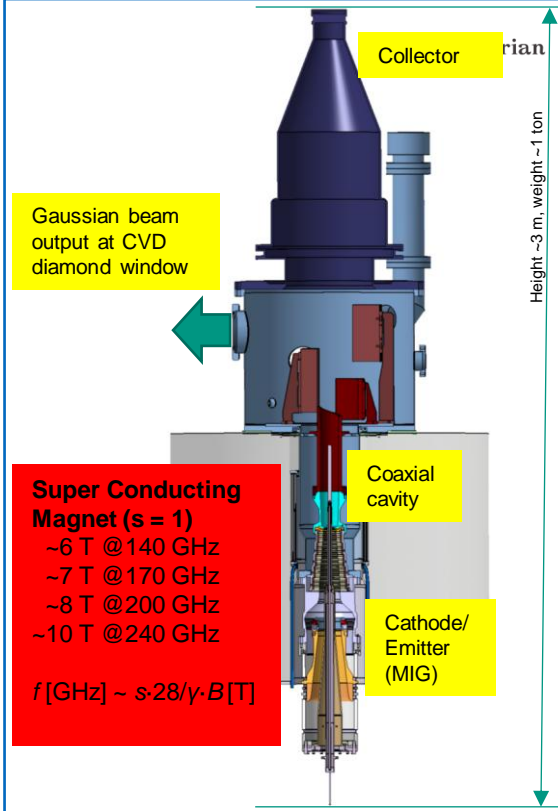 Collector
rian
Height ~3 m, weight ~1 ton
Gaussian beam
output at CVD
diamond window
Super Conducting
Magnet (s = 1)
~6 T @140 GHz
~7 T @170 GHz
~8 T @200 GHz
~10 T @240 GHz
f [GHz] ~ s·28/γ·B [T]
Coaxial
cavity
Cathode/
Emitter
(MIG)